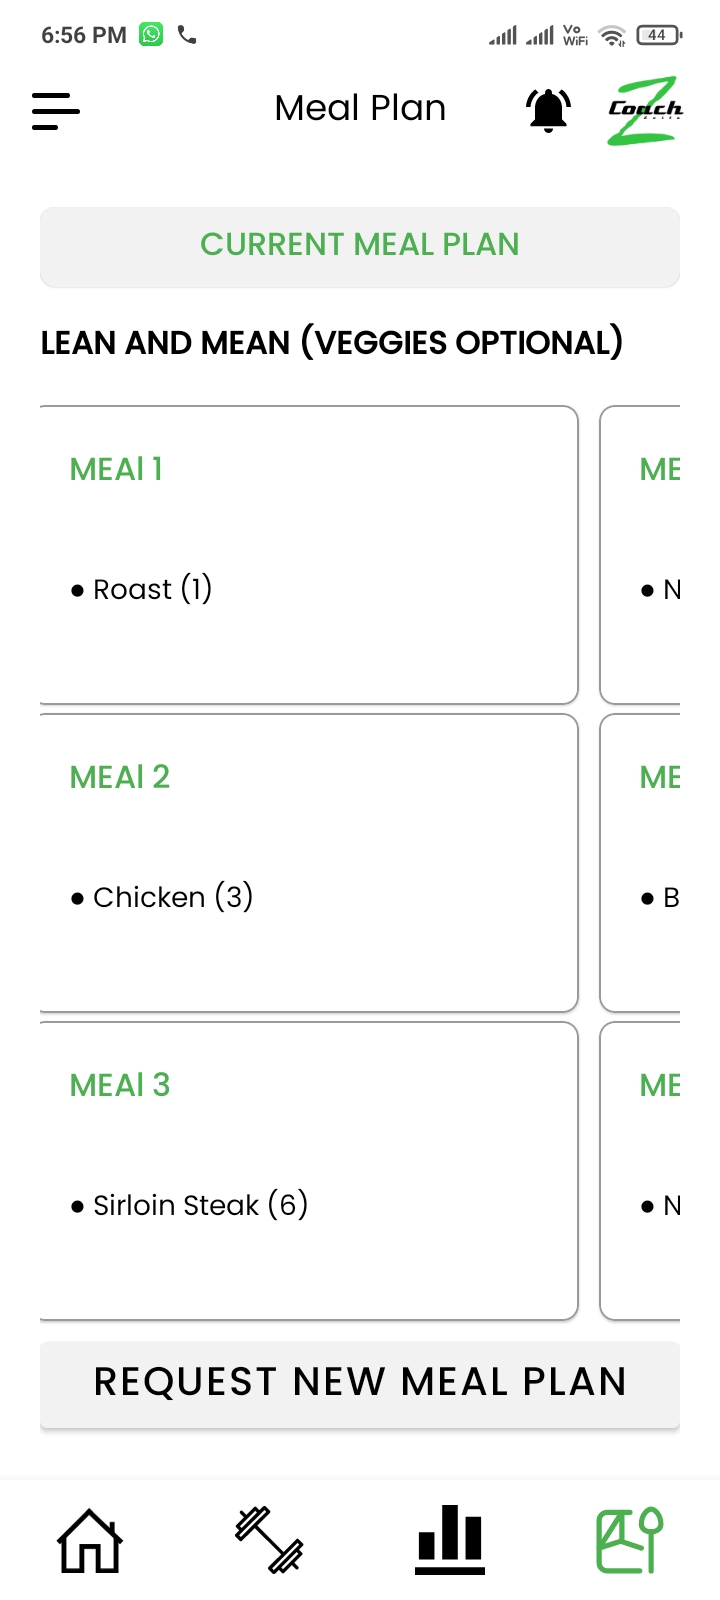 6:56 PM
Vo
WiFi
44
Meal Plan
Coach
CURRENT MEAL PLAN
LEAN AND MEAN (VEGGIES OPTIONAL)
MEAl 1
ME
● Roast (1)
● N
MEAl 2
ME
● Chicken (3)
● B
MEAl 3
ME
● Sirloin Steak (6)
● N
REQUEST NEW MEAL PLAN